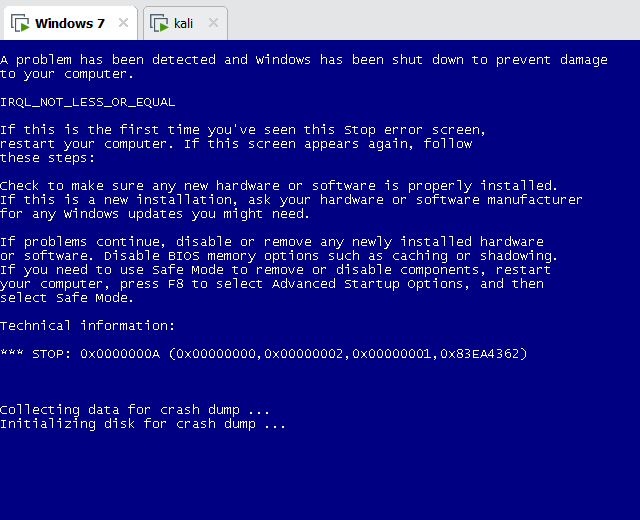 Windows 7
kali
A problem has been detected and Windows has been shut down to prevent damage
to your computer.
IRQL_NOT_LESS_OR_EQUAL
If this is the first time you've seen this Stop error screen,
restart your computer. If this screen appears again, follow
these steps:
Check to make sure any new hardware or software is properly installed.
If this is a new installation, ask your hardware or software manufacturer
for any Windows updates you might need.
If problems continue, disable or remove any newly installed hardware
or software. Disable BIOS memory options such as caching or shadowing.
If you need to use Safe Mode to remove or disable components, restart
your computer, press F8 to select Advanced Startup Options, and then
select Safe Mode.
Technical information:
*** STOP: 0x0000000A (0x00000000,0x00000002,0x00000001,0x83EA4362)
Collecting data for crash dump ...
Initializing disk for crash dump ...